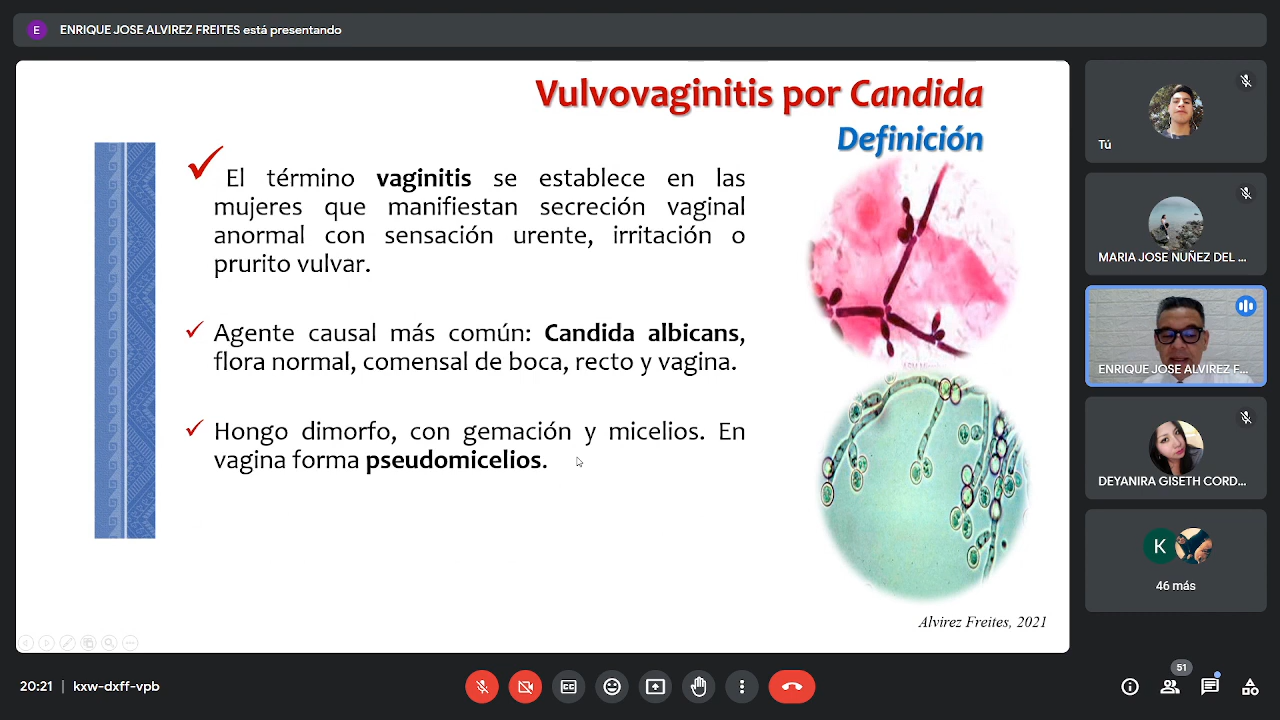 E ENRIQUE JOSE ALVIREZ FREITES está presentando
Vulvovaginitis por Candida
Definición
El término vaginitis se establece en las
mujeres que manifiestan secreción vaginal
anormal con sensación urente, irritación o
prurito vulvar.
Agente causal más común: Candida albicans,
flora normal, comensal de boca, recto y vagina.
Hongo dimorfo, con gemación y micelios. En
vagina forma pseudomicelios.
Alvirez Freites, 2021
Tú
MARIA JOSE NUÑEZ DEL ...
ENRIQUE JOSE ALVIREZ F...
DEYANIRA GISETH CORD...
K
46 más
20:21 | kxw-dxff-vpb
51